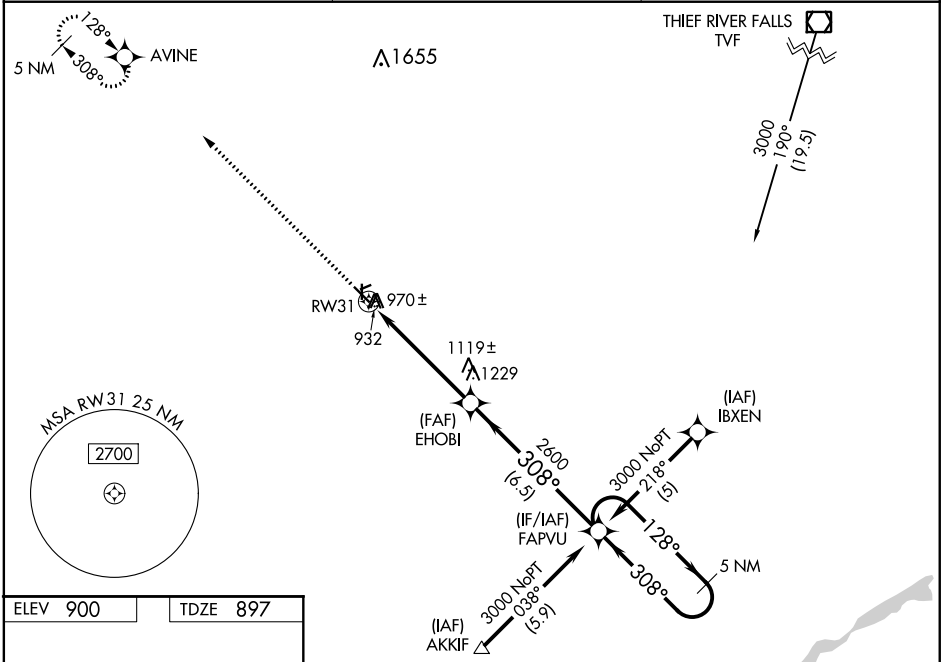 THIEF RIVER FALLS
TVF
128°
AVINE
5 NM
308°
1655
3000
190°
(19.5)
RW31
970±
932
1119±
1229
(FAF)
EHOBI
(IAF)
IBXEN
MSA RW31 25 NM
2700
2600
308°
(6.5)
3000 NoPT
218°
(5)
(IF/IAF)
FAPVU
128°
308°
5 NM
3000 NoPT
038°
(5.9)
(IAF)
AKKIF
ELEV 900
TDZE 897